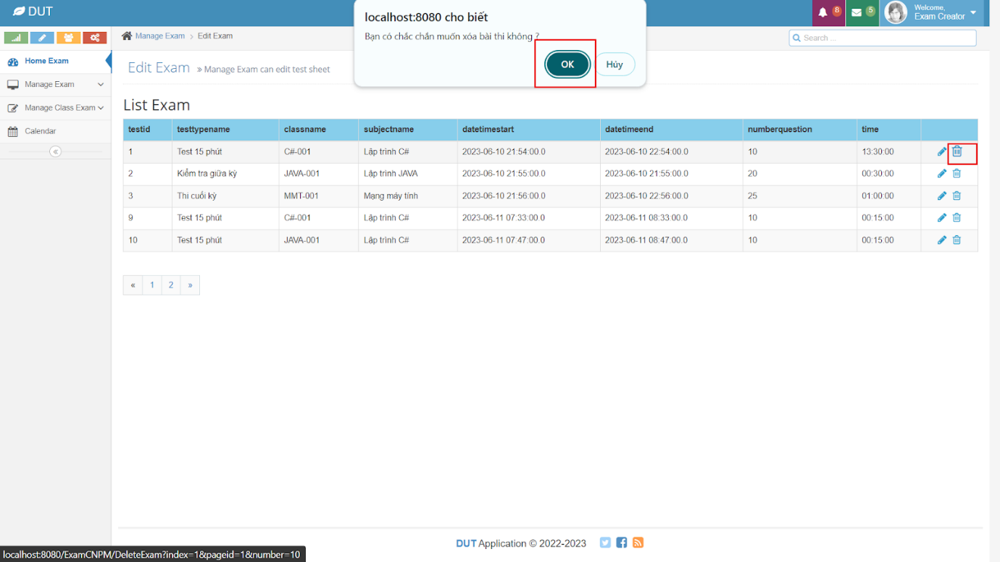 DUT
localhost:8080 cho biết
Bạn có chắc chắn muốn xóa bài thi không ?
OK
Hủy
8
5
Welcome,
Exam Creator
Manage Exam
Edit Exam
Search ...
Home Exam
Manage Exam
Manage Class Exam
Calendar
Edit Exam » Manage Exam can edit test sheet
List Exam
testid testtypename classname subjectname datetimestart datetimeend numberquestion time
1 Test 15 phút C#-001 Lập trình C# 2023-06-10 21:54:00.0 2023-06-10 22:54:00.0 10 13:30:00
2 Kiểm tra giữa kỳ JAVA-001 Lập trình JAVA 2023-06-10 21:55:00.0 2023-06-10 21:55:00.0 20 00:30:00
3 Thi cuối kỳ MMT-001 Mạng máy tính 2023-06-10 21:56:00.0 2023-06-10 22:56:00.0 25 01:00:00
9 Test 15 phút C#-001 Lập trình C# 2023-06-11 07:33:00.0 2023-06-11 08:33:00.0 10 00:15:00
10 Test 15 phút JAVA-001 Lập trình C# 2023-06-11 07:47:00.0 2023-06-11 08:47:00.0 10 00:15:00
« 1 2 »
DUT Application © 2022-2023
localhost:8080/ExamCNPM/DeleteExam?index=1&pageid=1&number=10